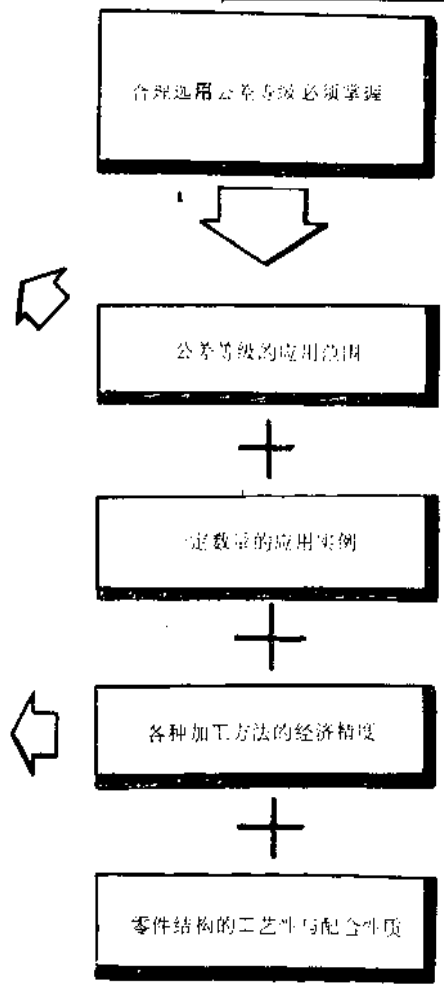 合理选用公差等级必须掌握
公差等级的应用范围
一定数量的应用实例
各种加工方法的经济精度
零件结构的工艺性与配合性质